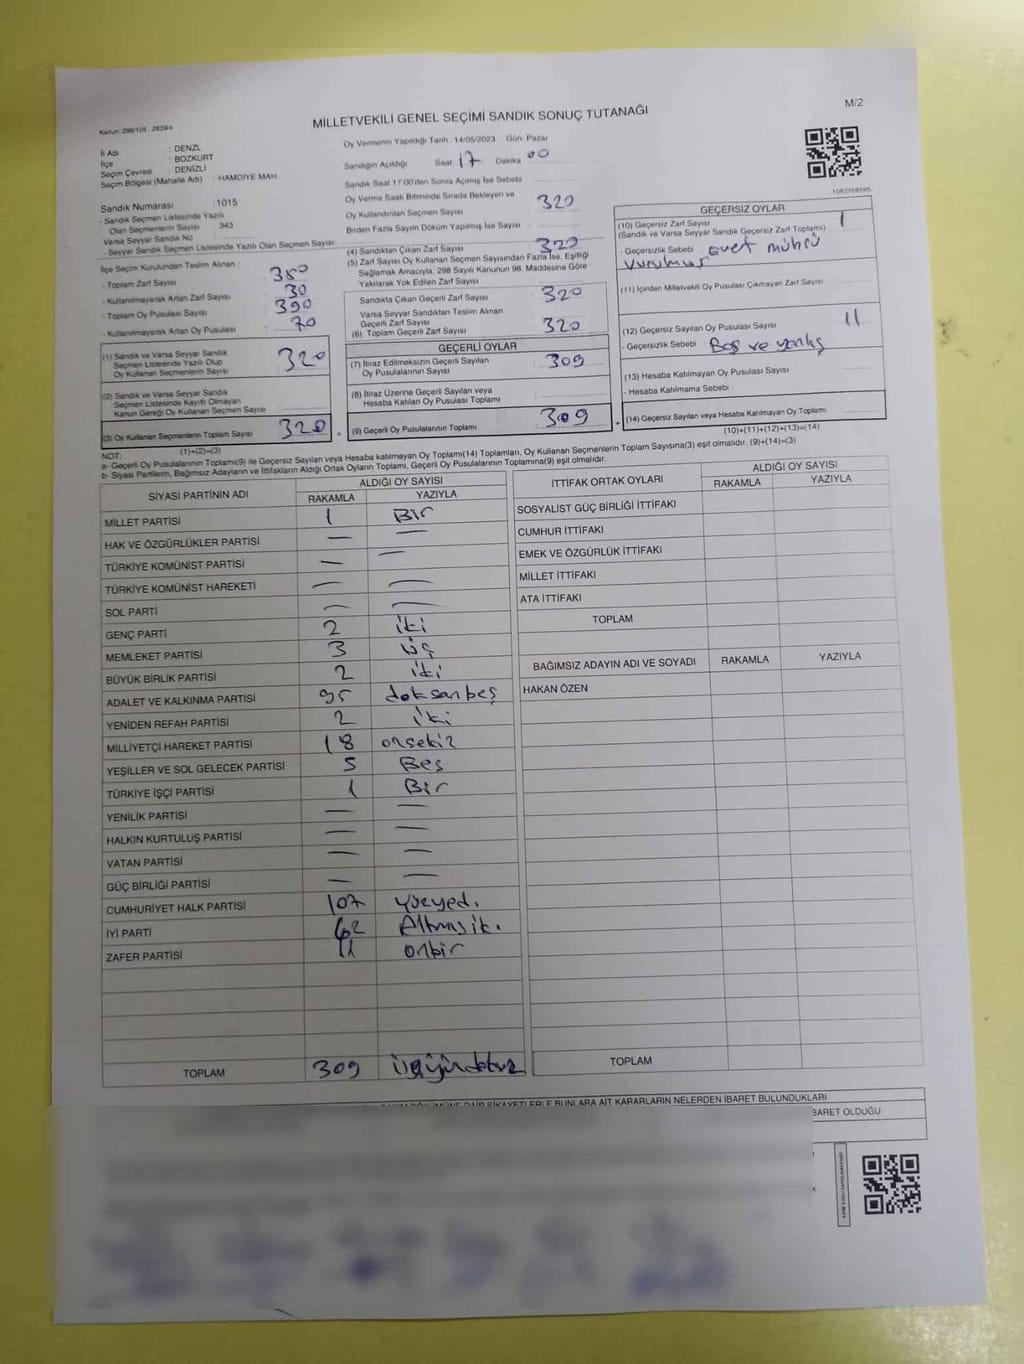 M/2
MİLLETVEKİLİ GENEL SEÇİMİ SANDIK SONUÇ TUTANAĞI
Kanun: 298/105 ; 2839/4
İl Adı : DENİZLİ
İlçe : BOZKURT
Seçim Çevresi : DENİZLİ
Seçim Bölgesi (Mahalle Adı) : HAMDİYE MAH.
Sandık Numarası : 1015
- Sandık Seçmen Listesinde Yazılı
Olan Seçmenlerin Sayısı : 343
Varsa Seyyar Sandık No
- Seyyar Sandık Seçmen Listesinde Yazılı Olan Seçmen Sayısı
İlçe Seçim Kurulundan Teslim Alınan :
- Toplam Zarf Sayısı : 350
- Kullanılmayarak Artan Zarf Sayısı : 30
- Toplam Oy Pusulası Sayısı : 390
- Kullanılmayarak Artan Oy Pusulası : 70
(1) Sandık ve Varsa Seyyar Sandık
Seçmen Listesinde Yazılı Olup
Oy Kullanan Seçmenlerin Sayısı : 320
(2) Sandık ve Varsa Seyyar Sandık
Seçmen Listesinde Kayıtlı Olmayan
Kanun Gereği Oy Kullanan Seçmen Sayısı
(3) Oy Kullanan Seçmenlerin Toplam Sayısı : 320 =
(1)+(2)=(3)
Oy Vermenin Yapıldığı Tarih : 14/05/2023 Gün: Pazar
Sandığın Açıldığı Saat 17 Dakika 00
Sandık Saat 17:00'den Sonra Açılmış İse Sebebi :
Oy Verme Saati Bitiminde Sırada Bekleyen ve
Oy Kullandırılan Seçmen Sayısı : 320
Birden Fazla Sayım Döküm Yapılmış İse Sayısı
(4) Sandıktan Çıkan Zarf Sayısı : 320
(5) Zarf Sayısı Oy Kullanan Seçmen Sayısından Fazla İse, Eşitliği
Sağlamak Amacıyla, 298 Sayılı Kanunun 98. Maddesine Göre
Yakılarak Yok Edilen Zarf Sayısı :
Sandıkta Çıkan Geçerli Zarf Sayısı : 320
Varsa Seyyar Sandıktan Teslim Alınan
Geçerli Zarf Sayısı
(6) Toplam Geçerli Zarf Sayısı : 320
GEÇERLİ OYLAR
(7) İtiraz Edilmeksizin Geçerli Sayılan
Oy Pusulalarının Sayısı : 309
(8) İtiraz Üzerine Geçerli Sayılan veya
Hesaba Katılan Oy Pusulası Toplamı :
(9) Geçerli Oy Pusulalarının Toplamı : 309 +
1083768595
GEÇERSİZ OYLAR
(10) Geçersiz Zarf Sayısı : 1
(Sandık ve Varsa Seyyar Sandık Geçersiz Zarf Toplamı)
- Geçersizlik Sebebi : evet mührü
vurulmuş
(11) İçinden Milletvekili Oy Pusulası Çıkmayan Zarf Sayısı :
(12) Geçersiz Sayılan Oy Pusulası Sayısı : 11
- Geçersizlik Sebebi : Boş ve yanlış
(13) Hesaba Katılmayan Oy Pusulası Sayısı :
- Hesaba Katılmama Sebebi :
(14) Geçersiz Sayılan veya Hesaba Katılmayan Oy Toplamı :
(10)+(11)+(12)+(13)=(14)
NOT:
a- Geçerli Oy Pusulalarının Toplamı(9) ile Geçersiz Sayılan veya Hesaba katılmayan Oy Toplamı(14) Toplamları, Oy Kullanan Seçmenlerin Toplam Sayısına(3) eşit olmalıdır. (9)+(14)=(3)
b- Siyasi Partilerin, Bağımsız Adayların ve İttifakların Aldığı Ortak Oyların Toplamı, Geçerli Oy Pusulalarının Toplamına(9) eşit olmalıdır.
SİYASİ PARTİNİN ADI ALDIĞI OY SAYISI
RAKAMLA YAZIYLA
MİLLET PARTİSİ 1 Bir
HAK VE ÖZGÜRLÜKLER PARTİSİ — —
TÜRKİYE KOMÜNİST PARTİSİ — —
TÜRKİYE KOMÜNİST HAREKETİ — —
SOL PARTİ — —
GENÇ PARTİ 2 iki
MEMLEKET PARTİSİ 3 üç
BÜYÜK BİRLİK PARTİSİ 2 iki
ADALET VE KALKINMA PARTİSİ 95 doksanbeş
YENİDEN REFAH PARTİSİ 2 iki
MİLLİYETÇİ HAREKET PARTİSİ 18 onsekiz
YEŞİLLER VE SOL GELECEK PARTİSİ 5 Beş
TÜRKİYE İŞÇİ PARTİSİ 1 Bir
YENİLİK PARTİSİ — —
HALKIN KURTULUŞ PARTİSİ — —
VATAN PARTİSİ — —
GÜÇ BİRLİĞİ PARTİSİ — —
CUMHURİYET HALK PARTİSİ 107 yüzyedi
İYİ PARTİ 62 Altmışiki
ZAFER PARTİSİ 11 onbir
TOPLAM 309 üçyüzdokuz
İTTİFAK ORTAK OYLARI ALDIĞI OY SAYISI
RAKAMLA YAZIYLA
SOSYALİST GÜÇ BİRLİĞİ İTTİFAKI
CUMHUR İTTİFAKI
EMEK VE ÖZGÜRLÜK İTTİFAKI
MİLLET İTTİFAKI
ATA İTTİFAKI
TOPLAM
BAĞIMSIZ ADAYIN ADI VE SOYADI RAKAMLA YAZIYLA
HAKAN ÖZEN
TOPLAM
DAİR ŞİKAYETLERLE BUNLARA AİT KARARLARIN NELERDEN İBARET BULUNDUKLARI
İBARET OLDUĞU